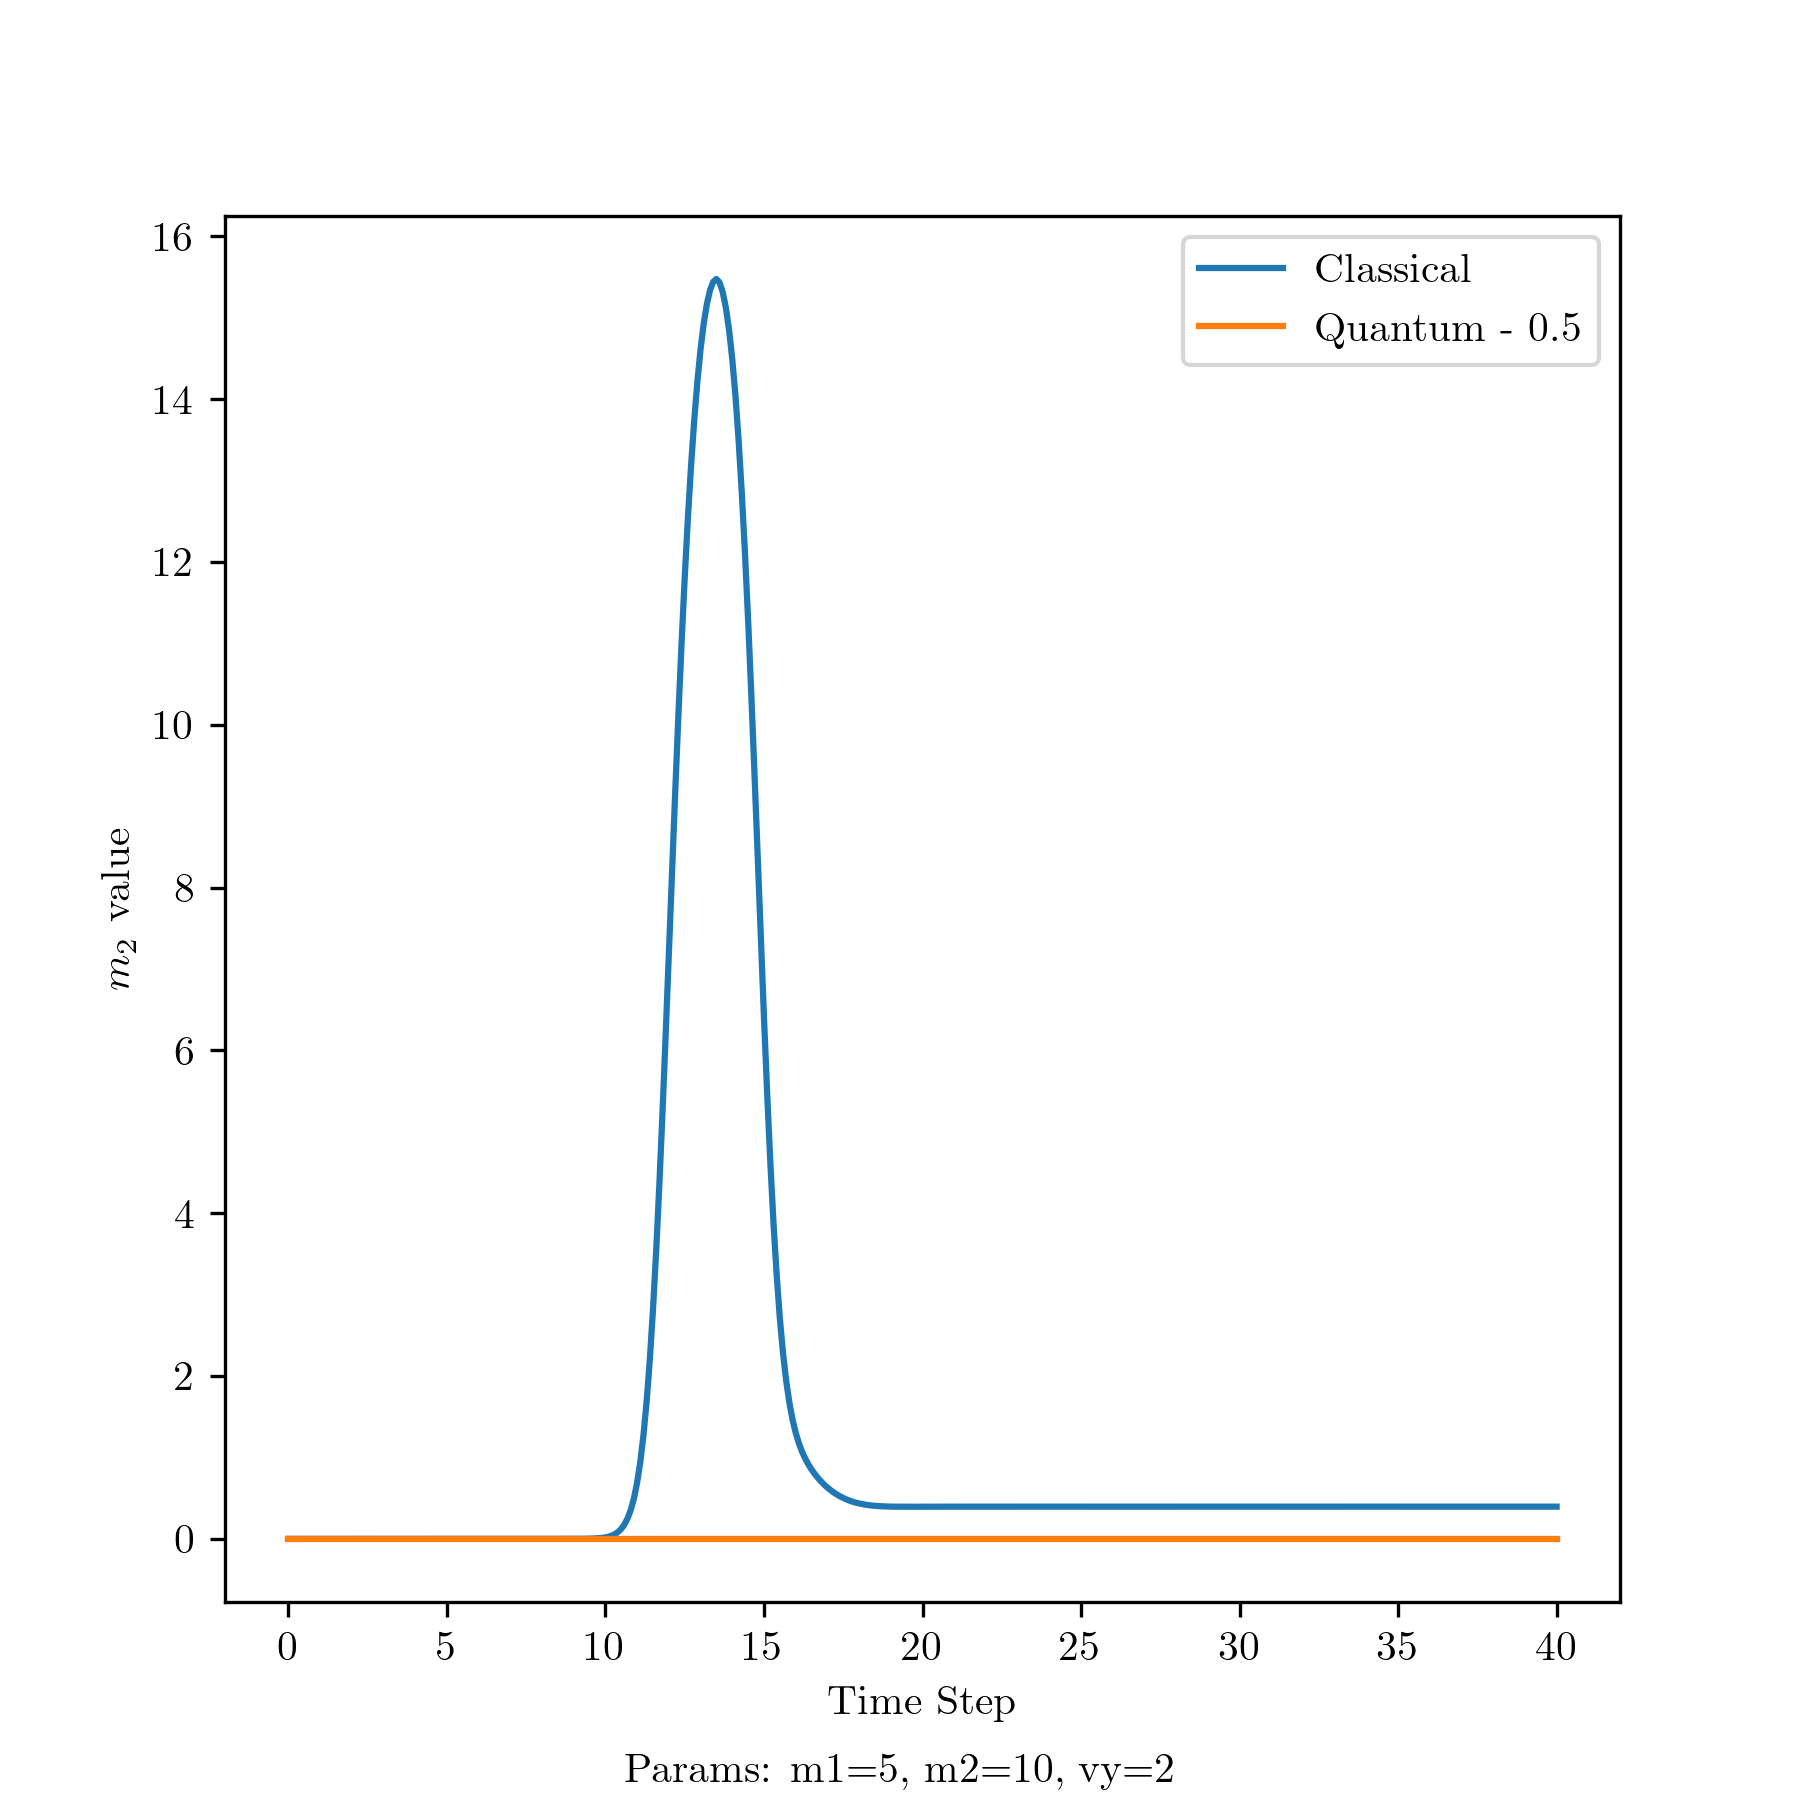 Classical
Quantum - 0.5
16
14
12
10
8
6
4
2
0
m₂ value
0 5 10 15 20 25 30 35 40
Time Step
Params: m1=5, m2=10, vy=2